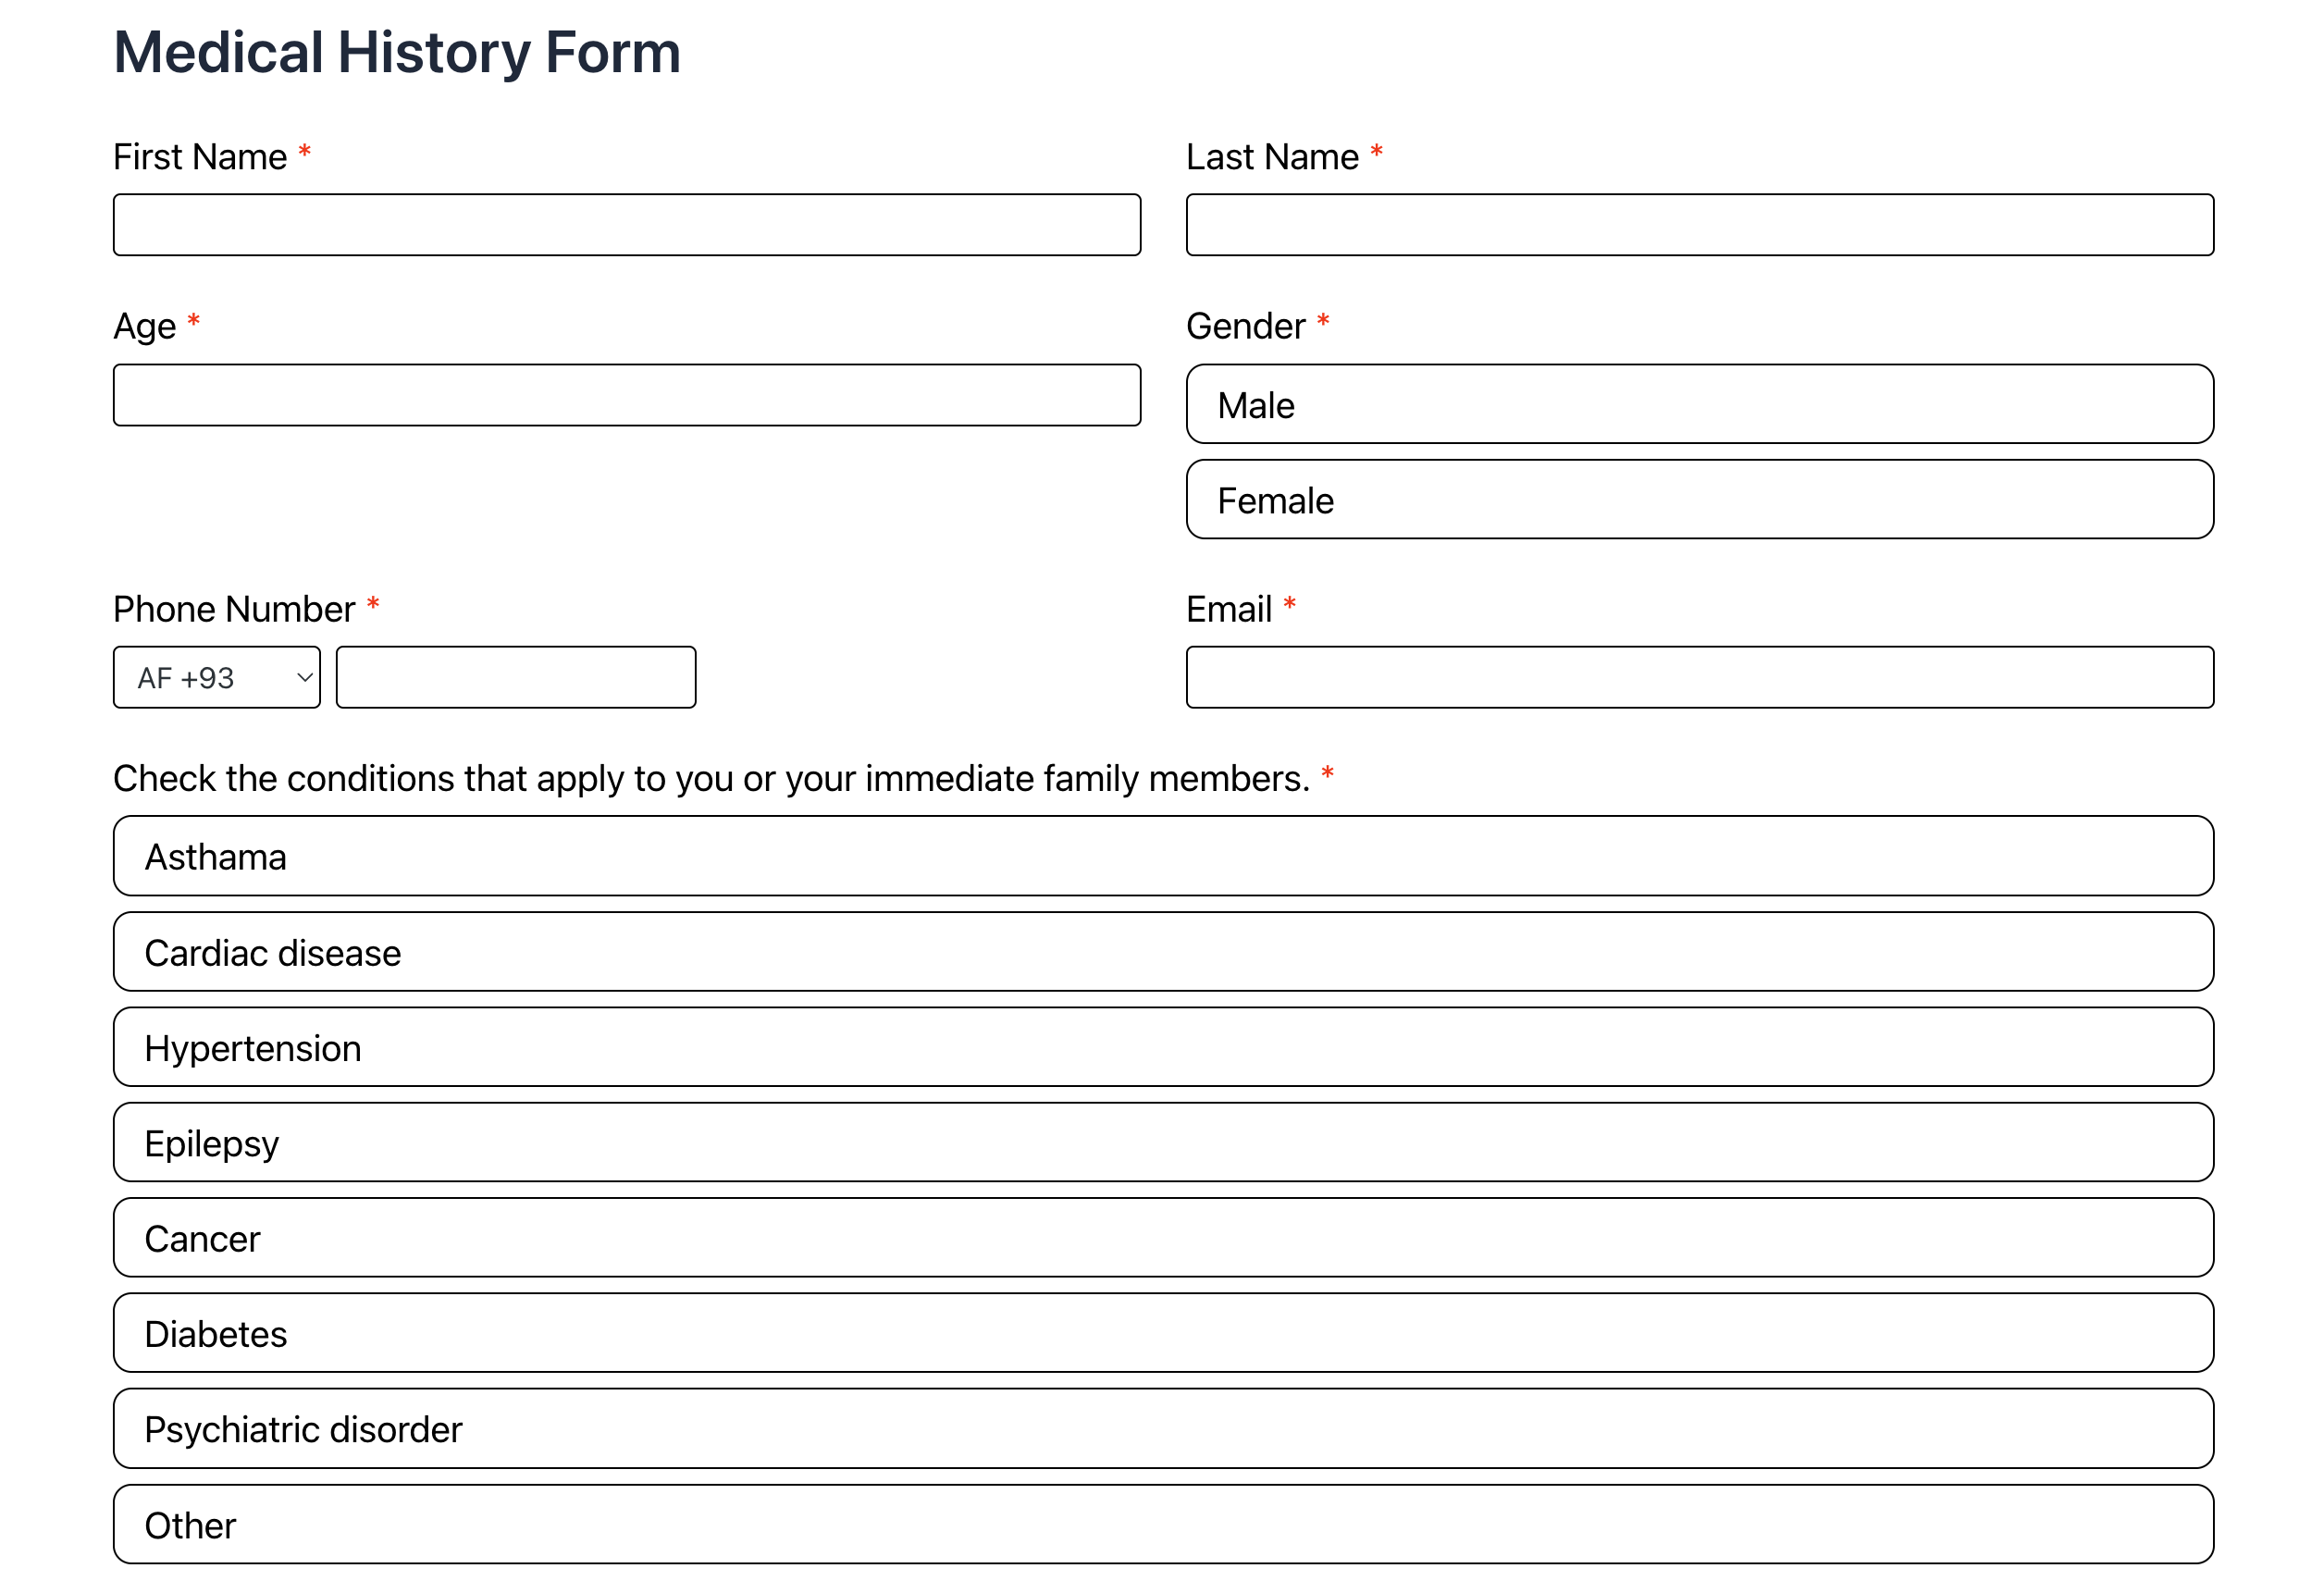 Medical History Form
First Name *
Last Name *
Age *
Gender *
Male
Female
Phone Number *
AF +93
Email *
Check the conditions that apply to you or your immediate family members. *
Asthama
Cardiac disease
Hypertension
Epilepsy
Cancer
Diabetes
Psychiatric disorder
Other